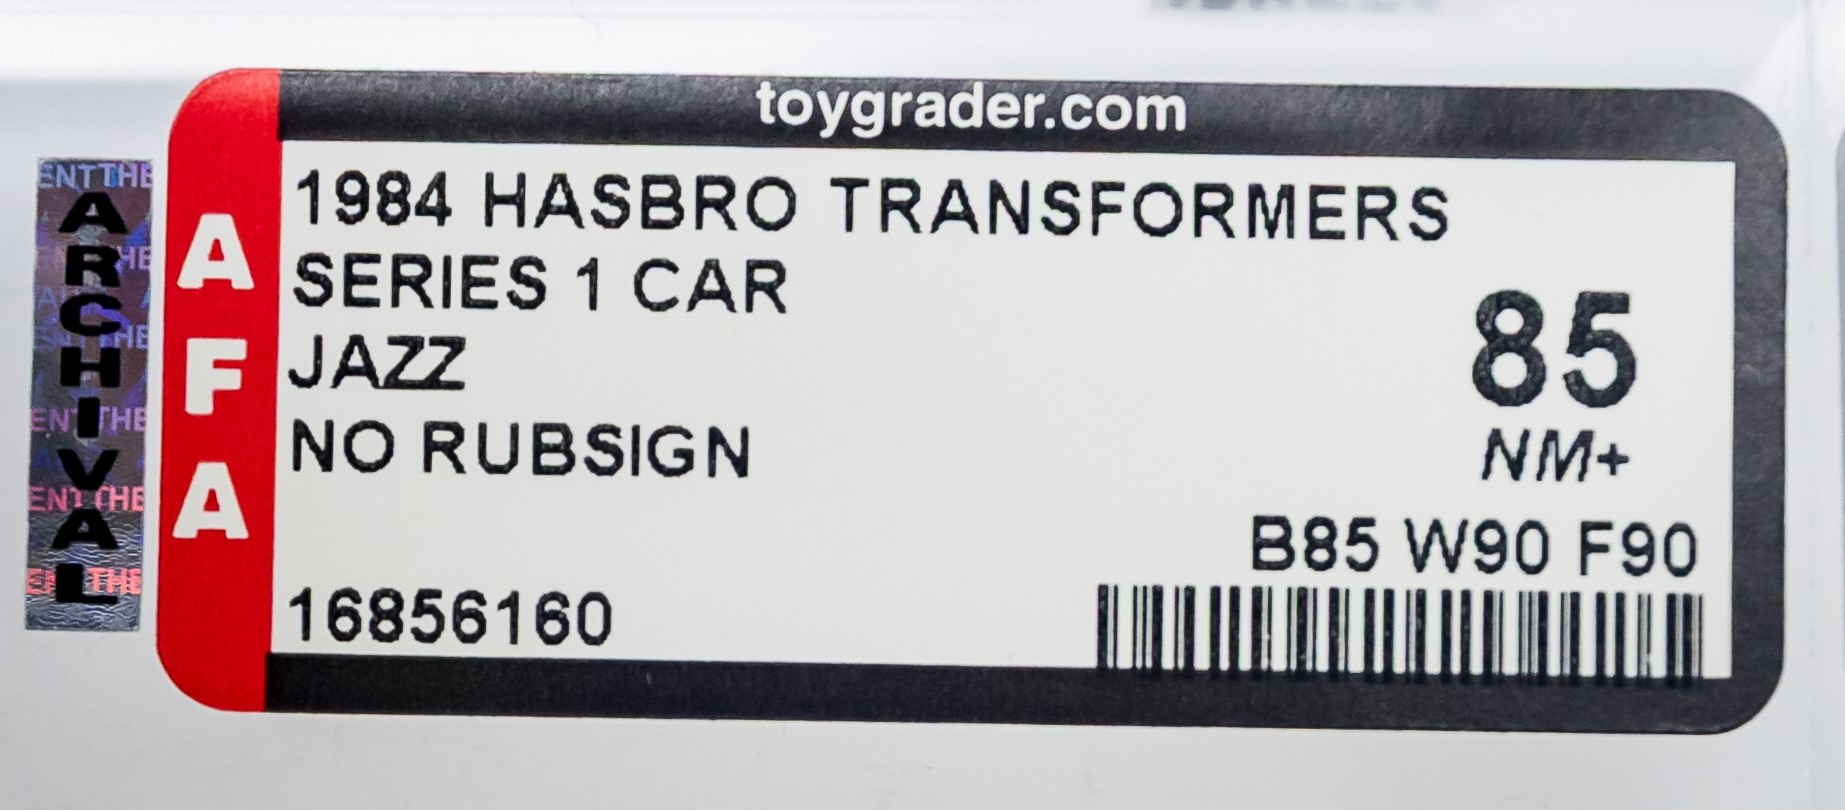 toygrader.com
ARCHIVAL
AFA
1984 HASBRO TRANSFORMERS
SERIES 1 CAR
JAZZ
NO RUBSIGN
85
NM+
B85 W90 F90
16856160